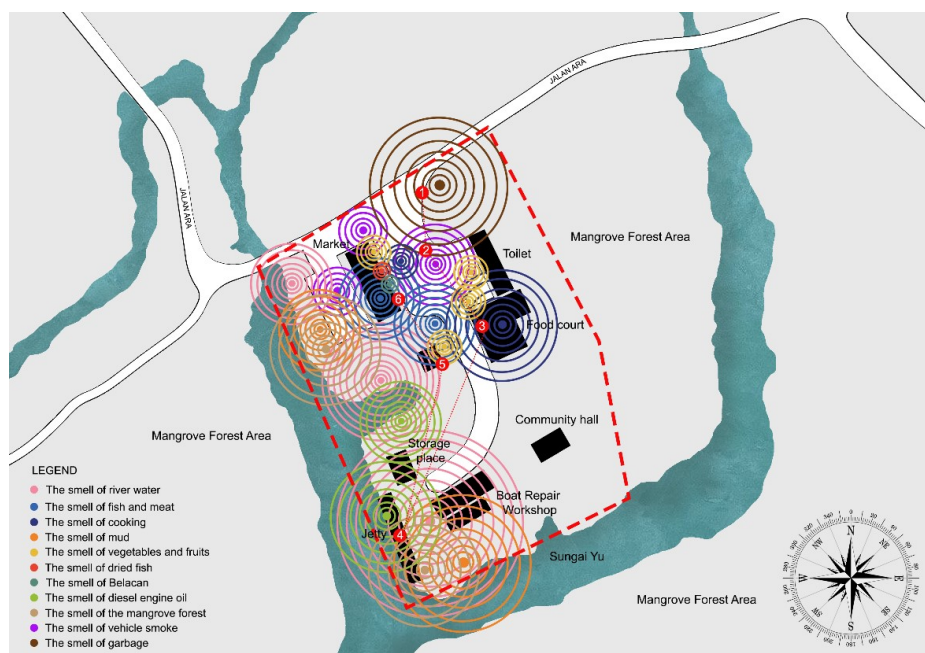 JALAN ARA
JALAN ARA
1
Market
2
Toilet
Mangrove Forest Area
6
3
Food court
5
Mangrove Forest Area
Community hall
Storage
place
LEGEND
The smell of river water
The smell of fish and meat
The smell of cooking
The smell of mud
The smell of vegetables and fruits
The smell of dried fish
The smell of Belacan
The smell of diesel engine oil
The smell of the mangrove forest
The smell of vehicle smoke
The smell of garbage
Boat Repair
Workshop
Jetty
4
Sungai Yu
Mangrove Forest Area
N
NE
E
SE
S
SW
W
NW